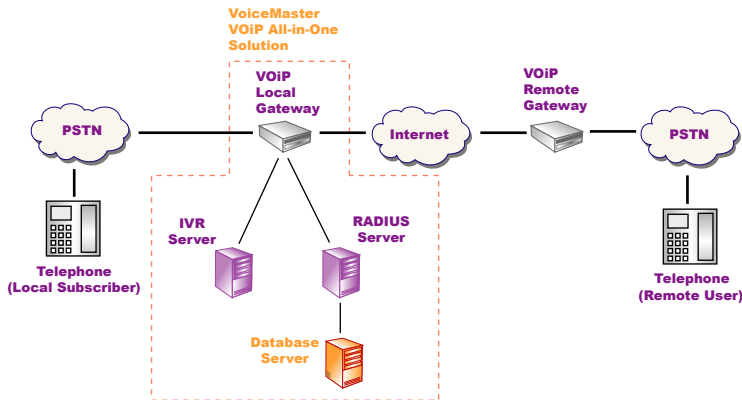 VoiceMaster
VOiP All-in-One
Solution
VOiP
Local
Gateway
VOiP
Remote
Gateway
PSTN
Internet
PSTN
IVR
Server
RADIUS
Server
Telephone
(Local Subscriber)
Telephone
(Remote User)
Database
Server